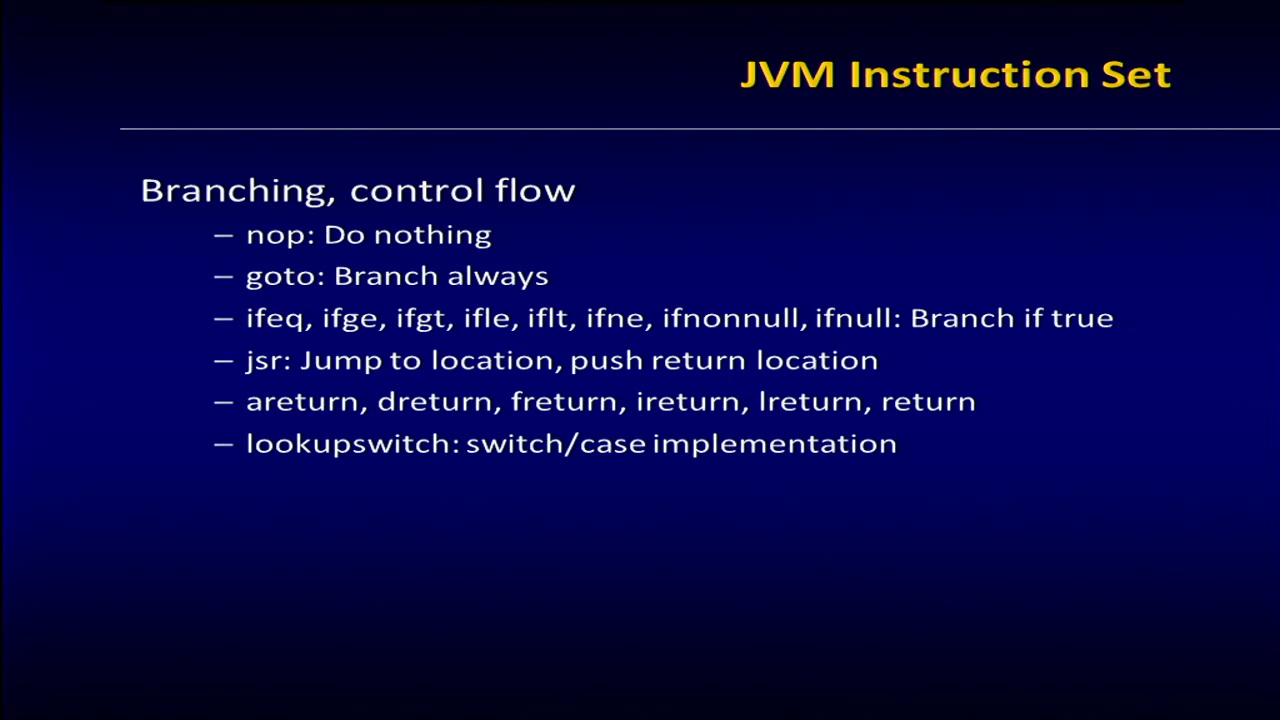 JVM Instruction Set
Branching, control flow
– nop: Do nothing
– goto: Branch always
– ifeq, ifge, ifgt, ifle, iflt, ifne, ifnonnull, ifnull: Branch if true
– jsr: Jump to location, push return location
– areturn, dreturn, freturn, ireturn, lreturn, return
– lookupswitch: switch/case implementation